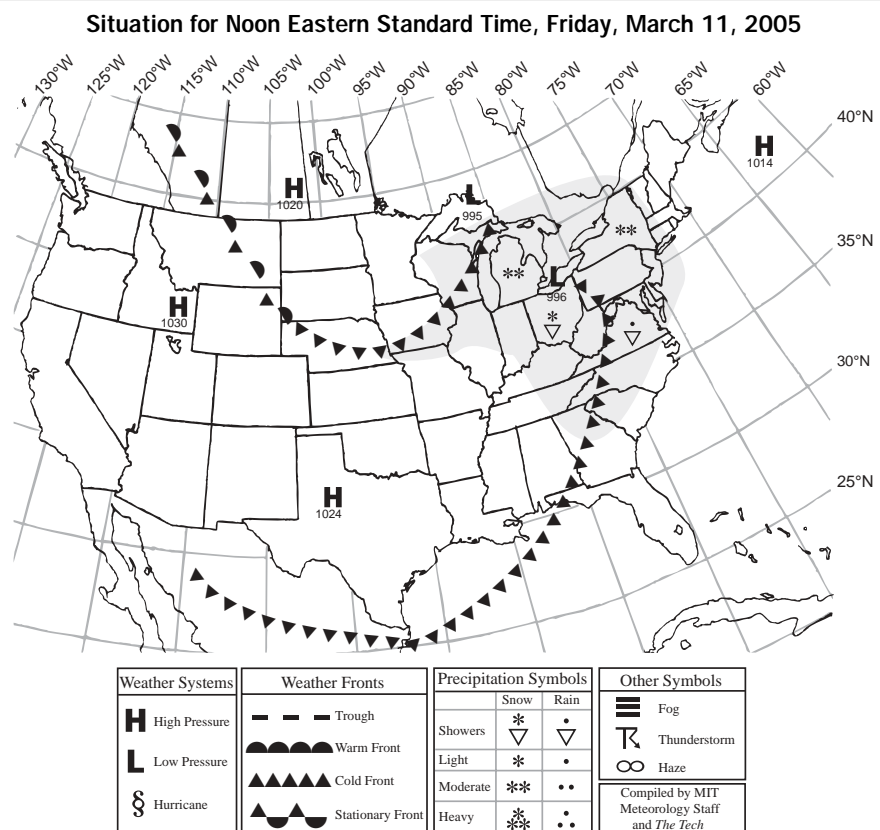 Situation for Noon Eastern Standard Time, Friday, March 11, 2005
130°W 125°W 120°W 115°W 110°W 105°W 100°W 95°W 90°W 85°W 80°W 75°W 70°W 65°W 60°W
40°N
35°N
30°N
25°N
H
1014
H
1020
L
995
L
996
H
1030
H
1024
Weather Systems
H High Pressure
L Low Pressure
Hurricane
Weather Fronts
Trough
Warm Front
Cold Front
Stationary Front
Precipitation Symbols
Snow Rain
Showers
Light
Moderate
Heavy
Other Symbols
Fog
Thunderstorm
Haze
Compiled by MIT
Meteorology Staff
and The Tech